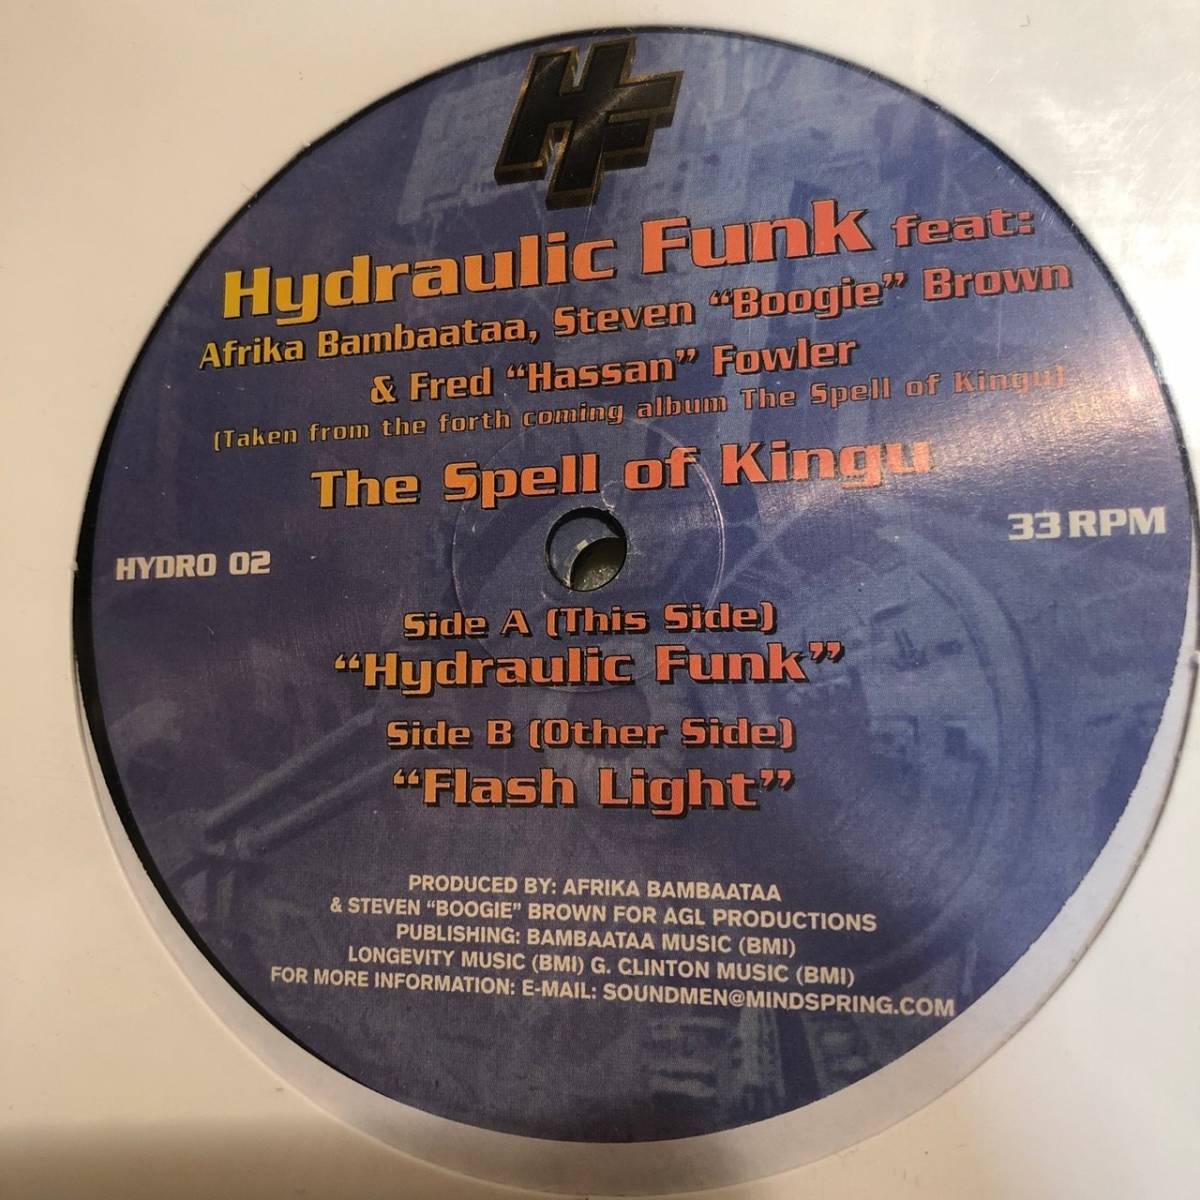 HF
Hydraulic Funk feat:
Afrika Bambaataa, Steven “Boogie” Brown
& Fred “Hassan” Fowler
(Taken from the forth coming album The Spell of Kingu)
The Spell of Kingu
HYDRO 02
33 RPM
Side A (This Side)
“Hydraulic Funk”
Side B (Other Side)
“Flash Light”
PRODUCED BY: AFRIKA BAMBAATAA
& STEVEN “BOOGIE” BROWN FOR AGL PRODUCTIONS
PUBLISHING: BAMBAATAA MUSIC (BMI)
LONGEVITY MUSIC (BMI) G. CLINTON MUSIC (BMI)
FOR MORE INFORMATION: E-MAIL: SOUNDMEN@MINDSPRING.COM